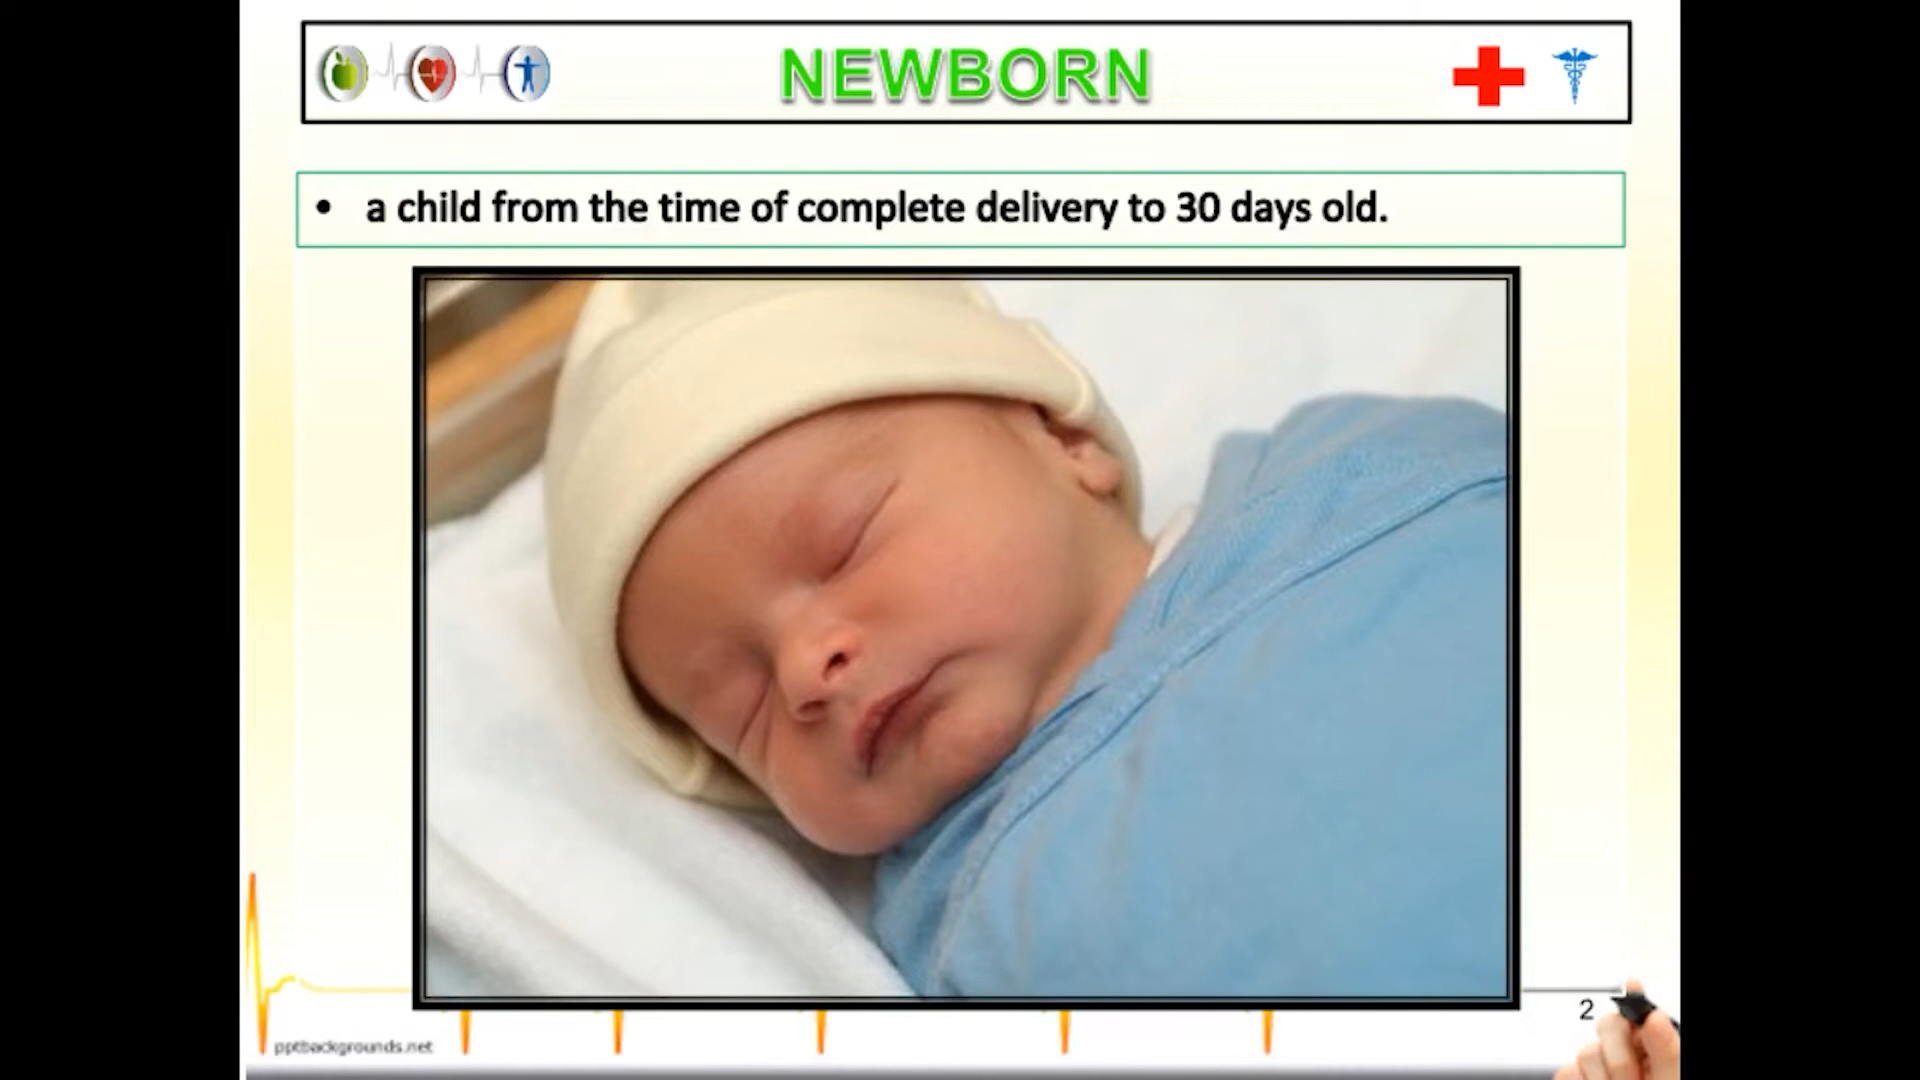 NEWBORN
• a child from the time of complete delivery to 30 days old.
2
pptbackgrounds.net